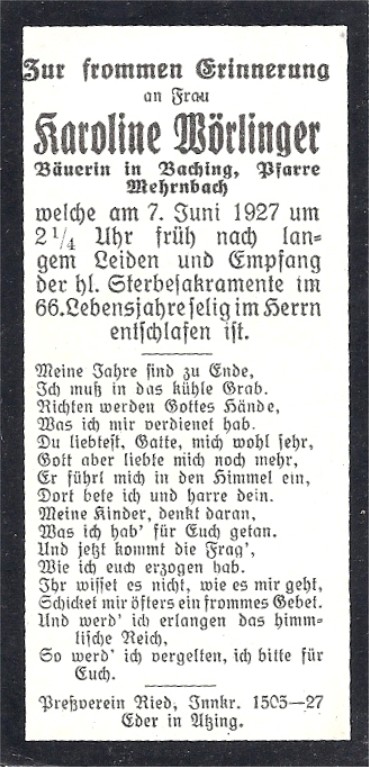 Zur frommen Erinnerung
an Frau
Karoline Wörlinger
Bäuerin in Baching, Pfarre
Mehrnbach
welche am 7. Juni 1927 um
2 1/4 Uhr früh nach lan=
gem Leiden und Empfang
der hl. Sterbesakramente im
66. Lebensjahre selig im Herrn
entschlafen ist.
Meine Jahre sind zu Ende,
Ich muß in das kühle Grab.
Richten werden Gottes Hände,
Was ich mir verdienet hab.
Du liebtest, Gatte, mich wohl sehr,
Gott aber liebte mich noch mehr,
Er führt mich in den Himmel ein,
Dort bete ich und harre dein.
Meine Kinder, denkt daran,
Was ich hab' für Euch getan.
Und jetzt kommt die Frag',
Wie ich euch erzogen hab.
Ihr wisset es nicht, wie es mir geht,
Schicket mir öfters ein frommes Gebet.
Und werd' ich erlangen das himm=
lische Reich,
So werd' ich vergelten, ich bitte für
Euch.
Preßverein Ried, Innkr. 1505—27
Eder in Atzing.